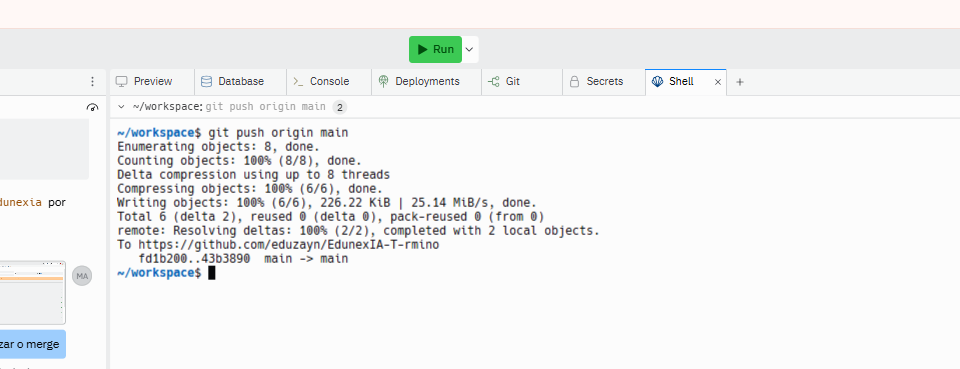 Run
Preview
Database
Console
Deployments
Git
Secrets
Shell
~/workspace: git push origin main 2
~/workspace$ git push origin main
Enumerating objects: 8, done.
Counting objects: 100% (8/8), done.
Delta compression using up to 8 threads
Compressing objects: 100% (6/6), done.
Writing objects: 100% (6/6), 226.22 KiB | 25.14 MiB/s, done.
Total 6 (delta 2), reused 0 (delta 0), pack-reused 0 (from 0)
remote: Resolving deltas: 100% (2/2), completed with 2 local objects.
To https://github.com/eduzayn/EdunexIA-T-rmino
fd1b200..43b3890  main -> main
~/workspace$
dunexia por
MA
zar o merge